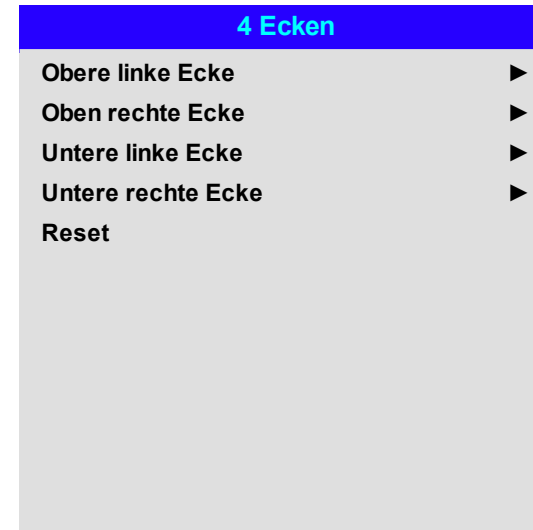 4 Ecken
Obere linke Ecke ►
Oben rechte Ecke ►
Untere linke Ecke ►
Untere rechte Ecke ►
Reset